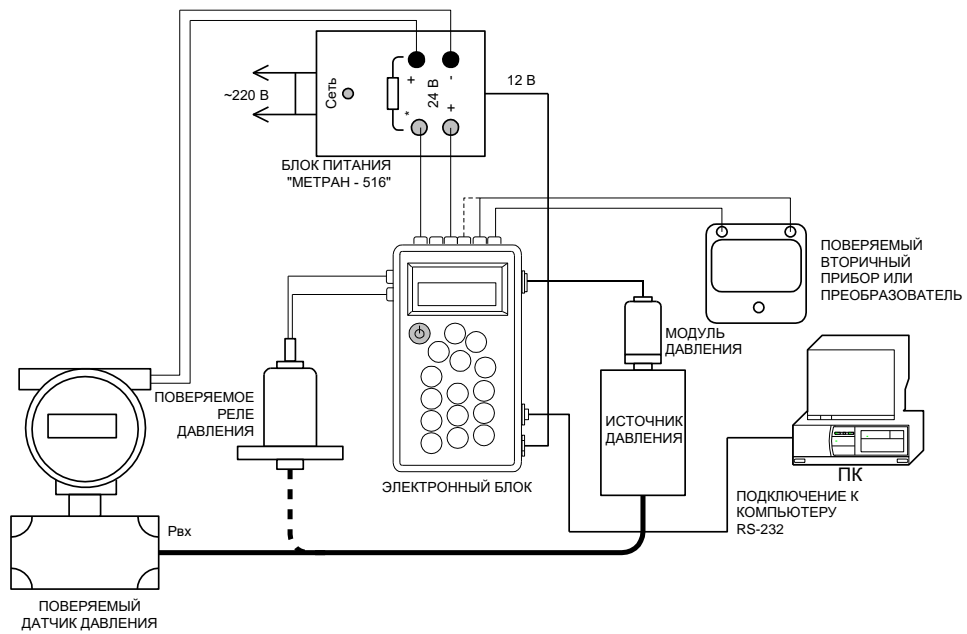 ~220 В
Сеть
+
-
24 В
*
+
12 В
БЛОК ПИТАНИЯ
"МЕТРАН - 516"
ПОВЕРЯЕМЫЙ
ВТОРИЧНЫЙ
ПРИБОР ИЛИ
ПРЕОБРАЗОВАТЕЛЬ
МОДУЛЬ
ДАВЛЕНИЯ
ПОВЕРЯЕМОЕ
РЕЛЕ
ДАВЛЕНИЯ
ИСТОЧНИК
ДАВЛЕНИЯ
ЭЛЕКТРОННЫЙ БЛОК
ПК
ПОДКЛЮЧЕНИЕ К
КОМПЬЮТЕРУ
RS-232
Рвх
ПОВЕРЯЕМЫЙ
ДАТЧИК ДАВЛЕНИЯ